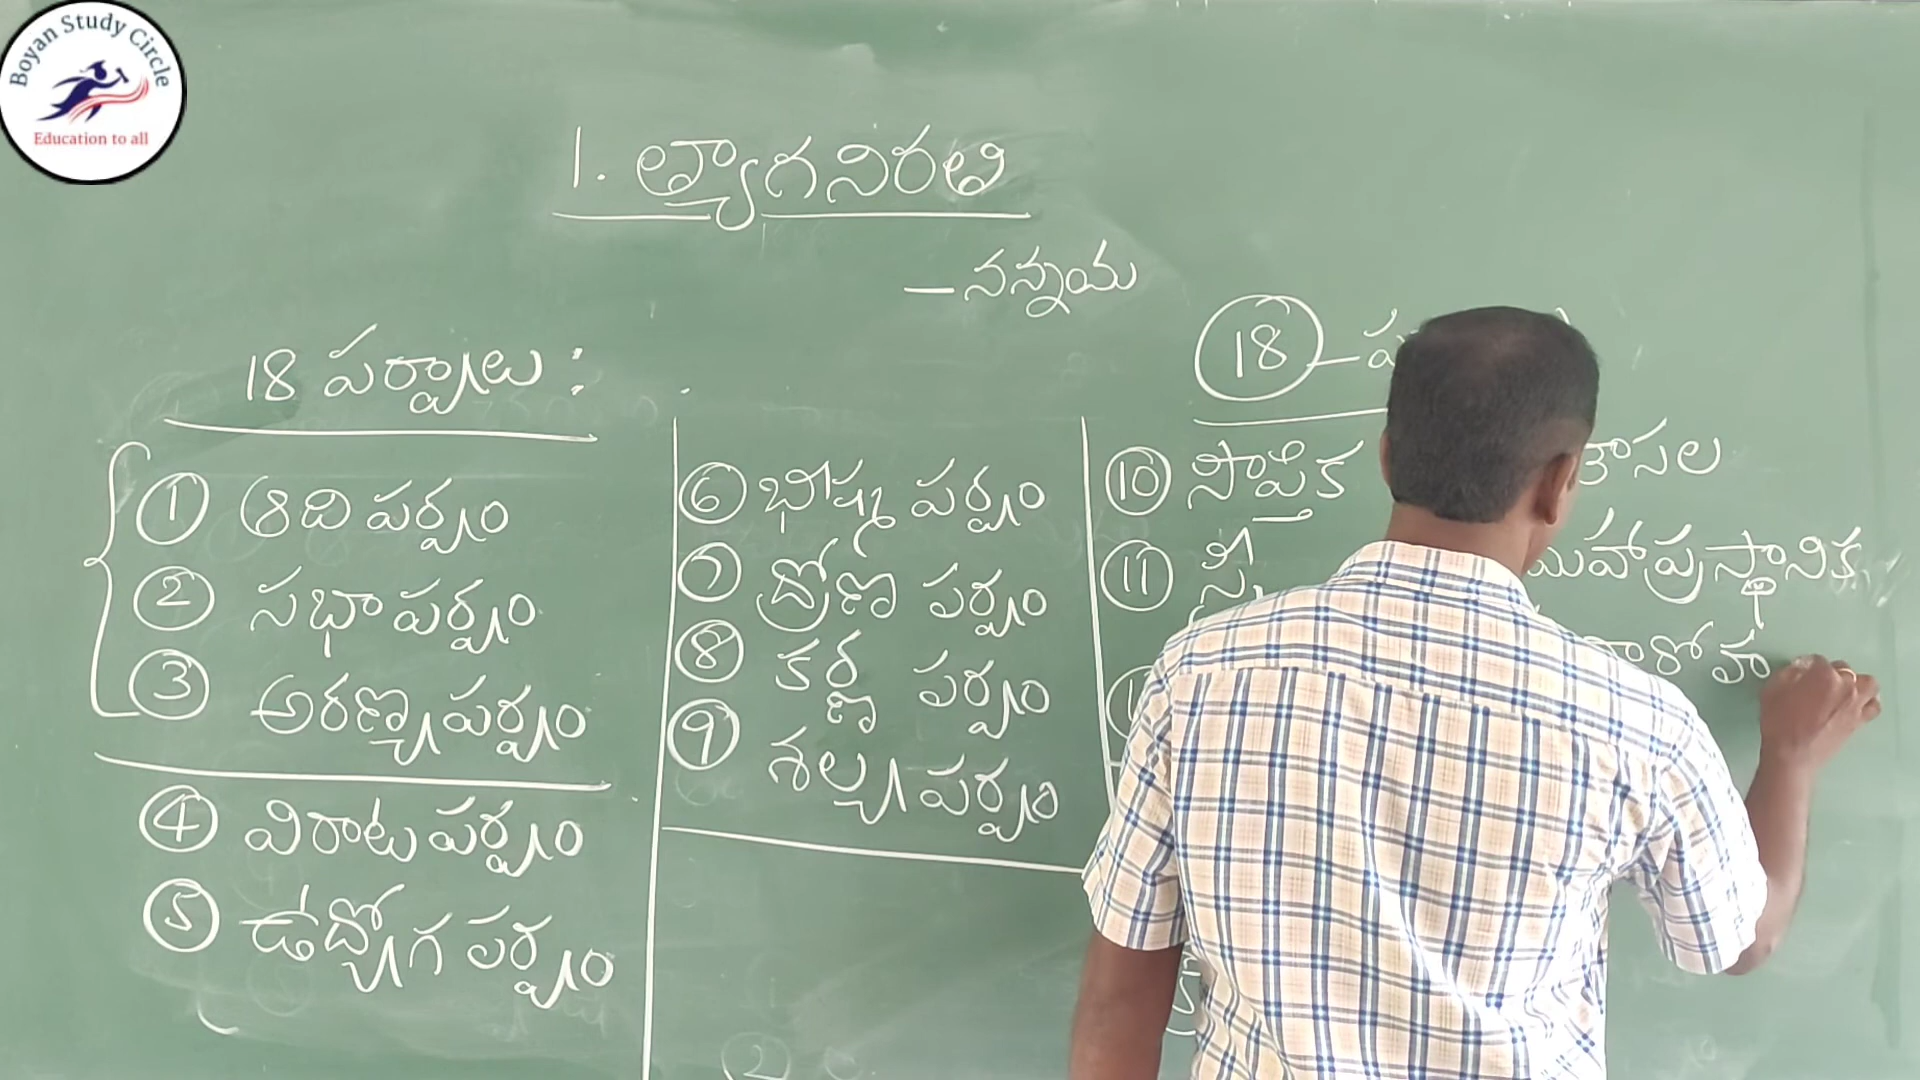 Boyan Study Circle
Education to all
1. త్యాగనిరతి
– నన్నయ
18 పర్వాలు :
① ఆది పర్వం
② సభా పర్వం
③ అరణ్య పర్వం
④ విరాట పర్వం
⑤ ఉద్యోగ పర్వం
⑥ భీష్మ పర్వం
⑦ ద్రోణ పర్వం
⑧ కర్ణ పర్వం
⑨ శల్య పర్వం
⑱ –
⑩ సౌప్తిక
⑪ స్త్రీ
మహాప్రస్థానిక